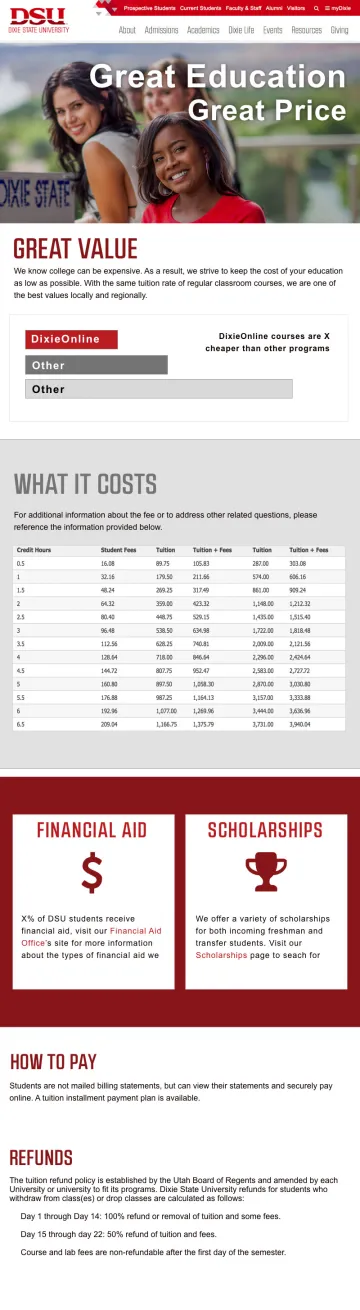 DSU
DIXIE STATE UNIVERSITY
Prospective Students Current Students Faculty & Staff Alumni Visitors myDixie
About Admissions Academics Dixie Life Events Resources Giving
Great Education
Great Price
DIXIE STATE
GREAT VALUE
We know college can be expensive. As a result, we strive to keep the cost of your education
as low as possible. With the same tuition rate of regular classroom courses, we are one of
the best values locally and regionally.
DixieOnline
DixieOnline courses are X
cheaper than other programs
Other
Other
WHAT IT COSTS
For additional information about the fee or to address other related questions, please
reference the information provided below.
Credit Hours Student Fees Tuition Tuition + Fees Tuition Tuition + Fees
0.5 16.08 89.75 105.83 287.00 303.08
1 32.16 179.50 211.66 574.00 606.16
1.5 48.24 269.25 317.49 861.00 909.24
2 64.32 359.00 423.32 1,148.00 1,212.32
2.5 80.40 448.75 529.15 1,435.00 1,515.40
3 96.48 538.50 634.98 1,722.00 1,818.48
3.5 112.56 628.25 740.81 2,009.00 2,121.56
4 128.64 718.00 846.64 2,296.00 2,424.64
4.5 144.72 807.75 952.47 2,583.00 2,727.72
5 160.80 897.50 1,058.30 2,870.00 3,030.80
5.5 176.88 987.25 1,164.13 3,157.00 3,333.88
6 192.96 1,077.00 1,269.96 3,444.00 3,636.96
6.5 209.04 1,166.75 1,375.79 3,731.00 3,940.04
FINANCIAL AID
$
X% of DSU students receive
financial aid, visit our Financial Aid
Office's site for more information
about the types of financial aid we
SCHOLARSHIPS
We offer a variety of scholarships
for both incoming freshman and
transfer students. Visit our
Scholarships page to seach for
HOW TO PAY
Students are not mailed billing statements, but can view their statements and securely pay
online. A tuition installment payment plan is available.
REFUNDS
The tuition refund policy is established by the Utah Board of Regents and amended by each
University or university to fit its programs. Dixie State University refunds for students who
withdraw from class(es) or drop classes are calculated as follows:
Day 1 through Day 14: 100% refund or removal of tuition and some fees.
Day 15 through day 22: 50% refund of tuition and fees.
Course and lab fees are non-refundable after the first day of the semester.